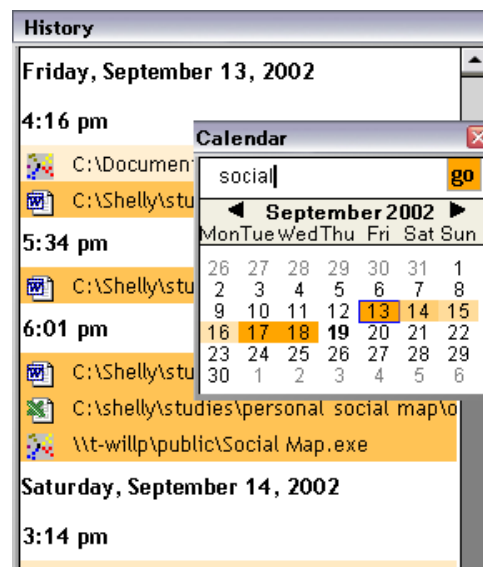 History
Friday, September 13, 2002
4:16 pm
C:\Documen
C:\Shelly\stu
5:34 pm
C:\Shelly\stu
6:01 pm
C:\Shelly\stu
C:\shelly\studies\personal social map\o
\\t-willp\public\Social Map.exe
Saturday, September 14, 2002
3:14 pm
Calendar
social
go
September 2002
Mon Tue Wed Thu Fri Sat Sun
26 27 28 29 30 31 1
2 3 4 5 6 7 8
9 10 11 12 13 14 15
16 17 18 19 20 21 22
23 24 25 26 27 28 29
30 1 2 3 4 5 6